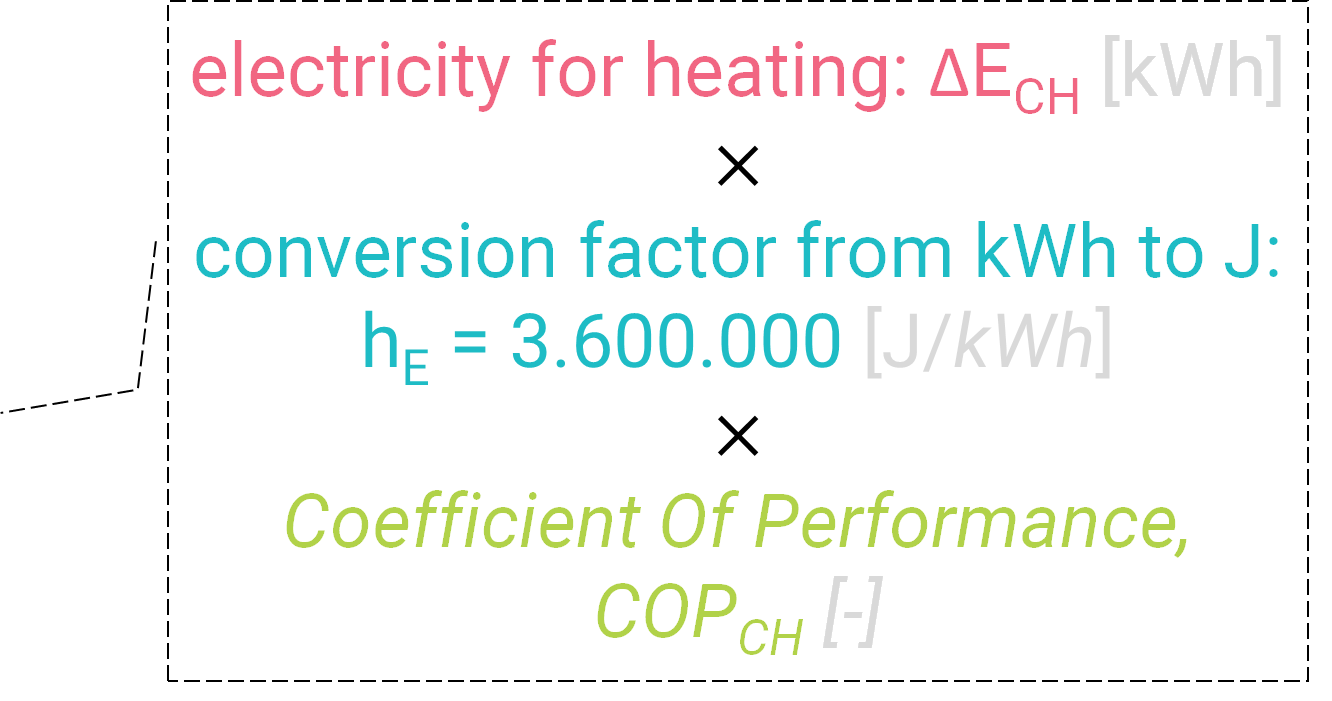 electricity for heating: ΔE_CH [kWh]
×
conversion factor from kWh to J:
h_E = 3.600.000 [J/kWh]
×
Coefficient Of Performance,
COP_CH [-]